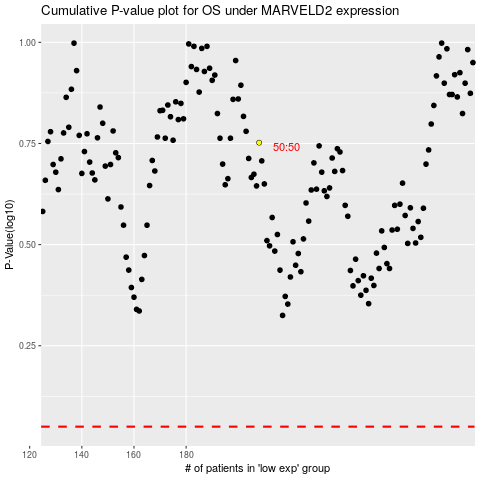 Cumulative P-value plot for OS under MARVELD2 expression
P-Value(log10)
1.00
0.75
0.50
0.25
50:50
120 140 160 180
# of patients in 'low exp' group